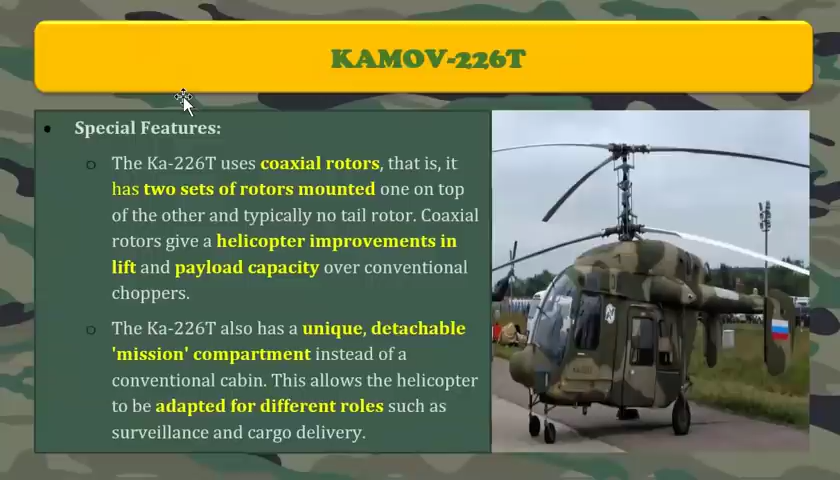 KAMOV-226T
Special Features:
The Ka-226T uses coaxial rotors, that is, it
has two sets of rotors mounted one on top
of the other and typically no tail rotor. Coaxial
rotors give a helicopter improvements in
lift and payload capacity over conventional
choppers.
The Ka-226T also has a unique, detachable
'mission' compartment instead of a
conventional cabin. This allows the helicopter
to be adapted for different roles such as
surveillance and cargo delivery.